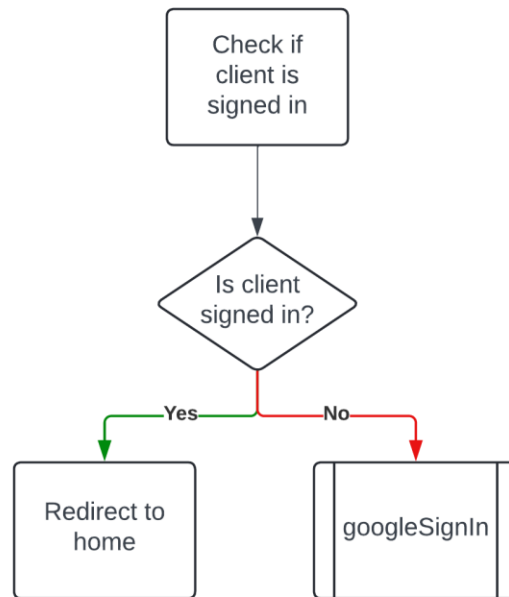 Check if
client is
signed in
Is client
signed in?
Yes
No
Redirect to
home
googleSignIn